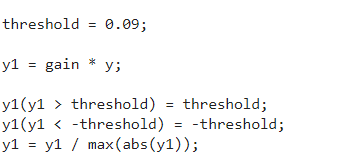 threshold = 0.09;
y1 = gain * y;
y1(y1 > threshold) = threshold;
y1(y1 < -threshold) = -threshold;
y1 = y1 / max(abs(y1));